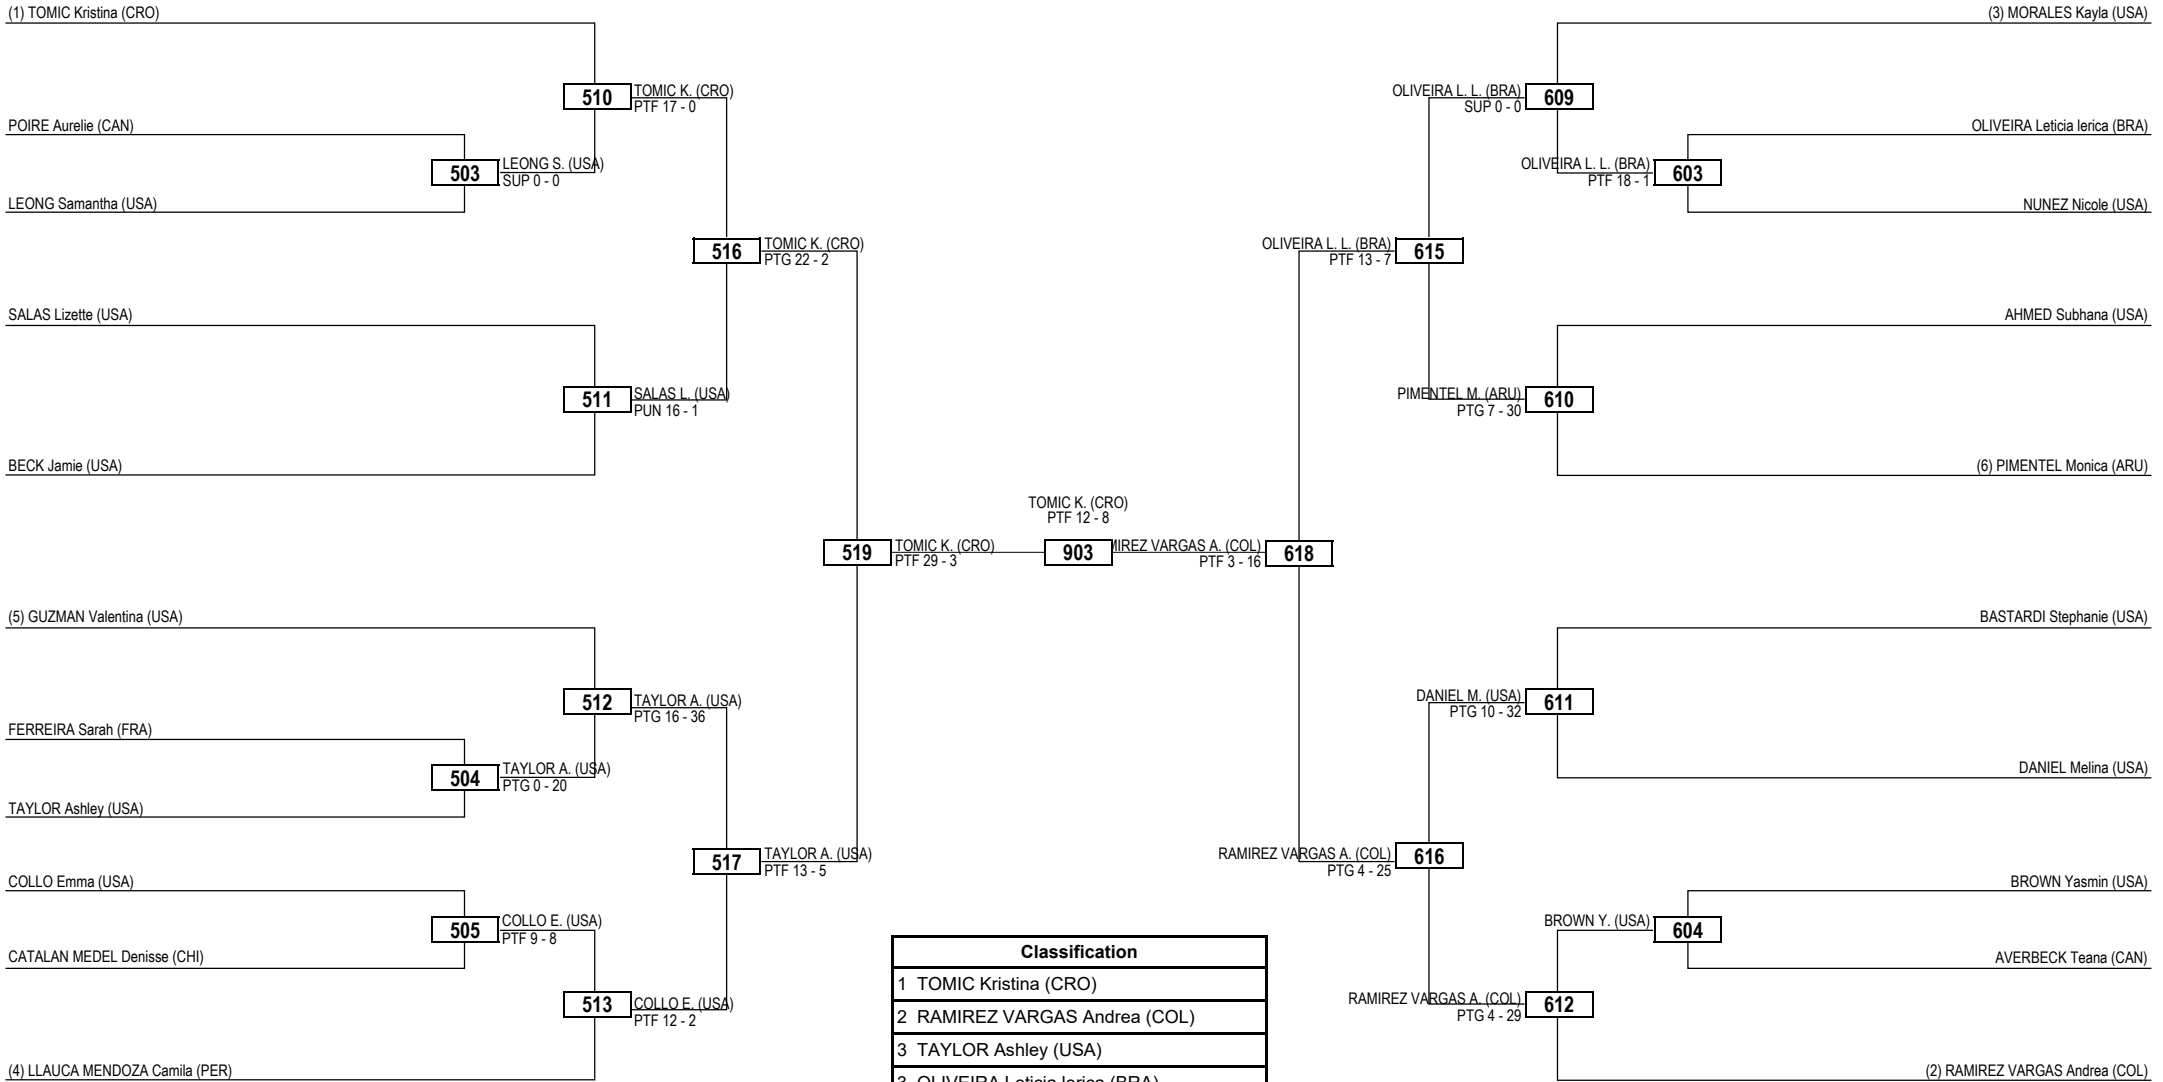 (1) TOMIC Kristina (CRO)
(3) MORALES Kayla (USA)
510
TOMIC K. (CRO)
PTF 17 - 0
OLIVEIRA L. L. (BRA)
SUP 0 - 0
609
POIRE Aurelie (CAN)
OLIVEIRA Leticia Ierica (BRA)
503
LEONG S. (USA)
SUP 0 - 0
OLIVEIRA L. L. (BRA)
PTF 18 - 1
603
LEONG Samantha (USA)
NUNEZ Nicole (USA)
516
TOMIC K. (CRO)
PTG 22 - 2
OLIVEIRA L. L. (BRA)
PTF 13 - 7
615
SALAS Lizette (USA)
AHMED Subhana (USA)
511
SALAS L. (USA)
PUN 16 - 1
PIMENTEL M. (ARU)
PTG 7 - 30
610
BECK Jamie (USA)
(6) PIMENTEL Monica (ARU)
TOMIC K. (CRO)
PTF 12 - 8
519
TOMIC K. (CRO)
PTF 29 - 3
903
MIREZ VARGAS A. (COL)
PTF 3 - 16
618
(5) GUZMAN Valentina (USA)
BASTARDI Stephanie (USA)
512
TAYLOR A. (USA)
PTG 16 - 36
DANIEL M. (USA)
PTG 10 - 32
611
FERREIRA Sarah (FRA)
504
TAYLOR A. (USA)
PTG 0 - 20
DANIEL Melina (USA)
TAYLOR Ashley (USA)
517
TAYLOR A. (USA)
PTF 13 - 5
RAMIREZ VARGAS A. (COL)
PTG 4 - 25
616
COLLO Emma (USA)
BROWN Yasmin (USA)
505
COLLO E. (USA)
PTF 9 - 8
BROWN Y. (USA)
604
CATALAN MEDEL Denisse (CHI)
AVERBECK Teana (CAN)
513
COLLO E. (USA)
PTF 12 - 2
RAMIREZ VARGAS A. (COL)
PTG 4 - 29
612
(4) LLAUCA MENDOZA Camila (PER)
(2) RAMIREZ VARGAS Andrea (COL)
Classification
1 TOMIC Kristina (CRO)
2 RAMIREZ VARGAS Andrea (COL)
3 TAYLOR Ashley (USA)
3 OLIVEIRA Leticia Ierica (BRA)